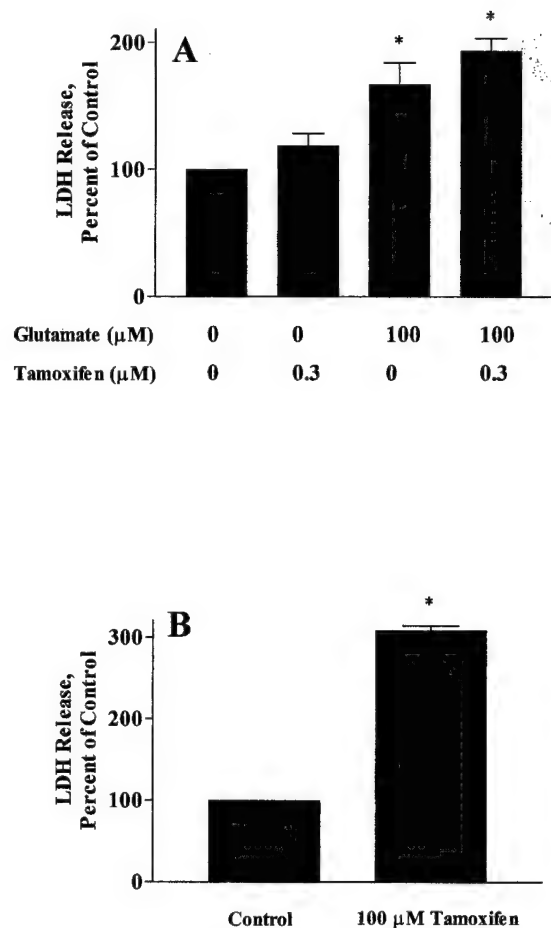 A
* *
200
100
0
LDH Release,
Percent of Control
Glutamate (μM) 0 0 100 100
Tamoxifen (μM) 0 0.3 0 0.3
B
*
300
200
100
0
LDH Release,
Percent of Control
Control 100 μM Tamoxifen